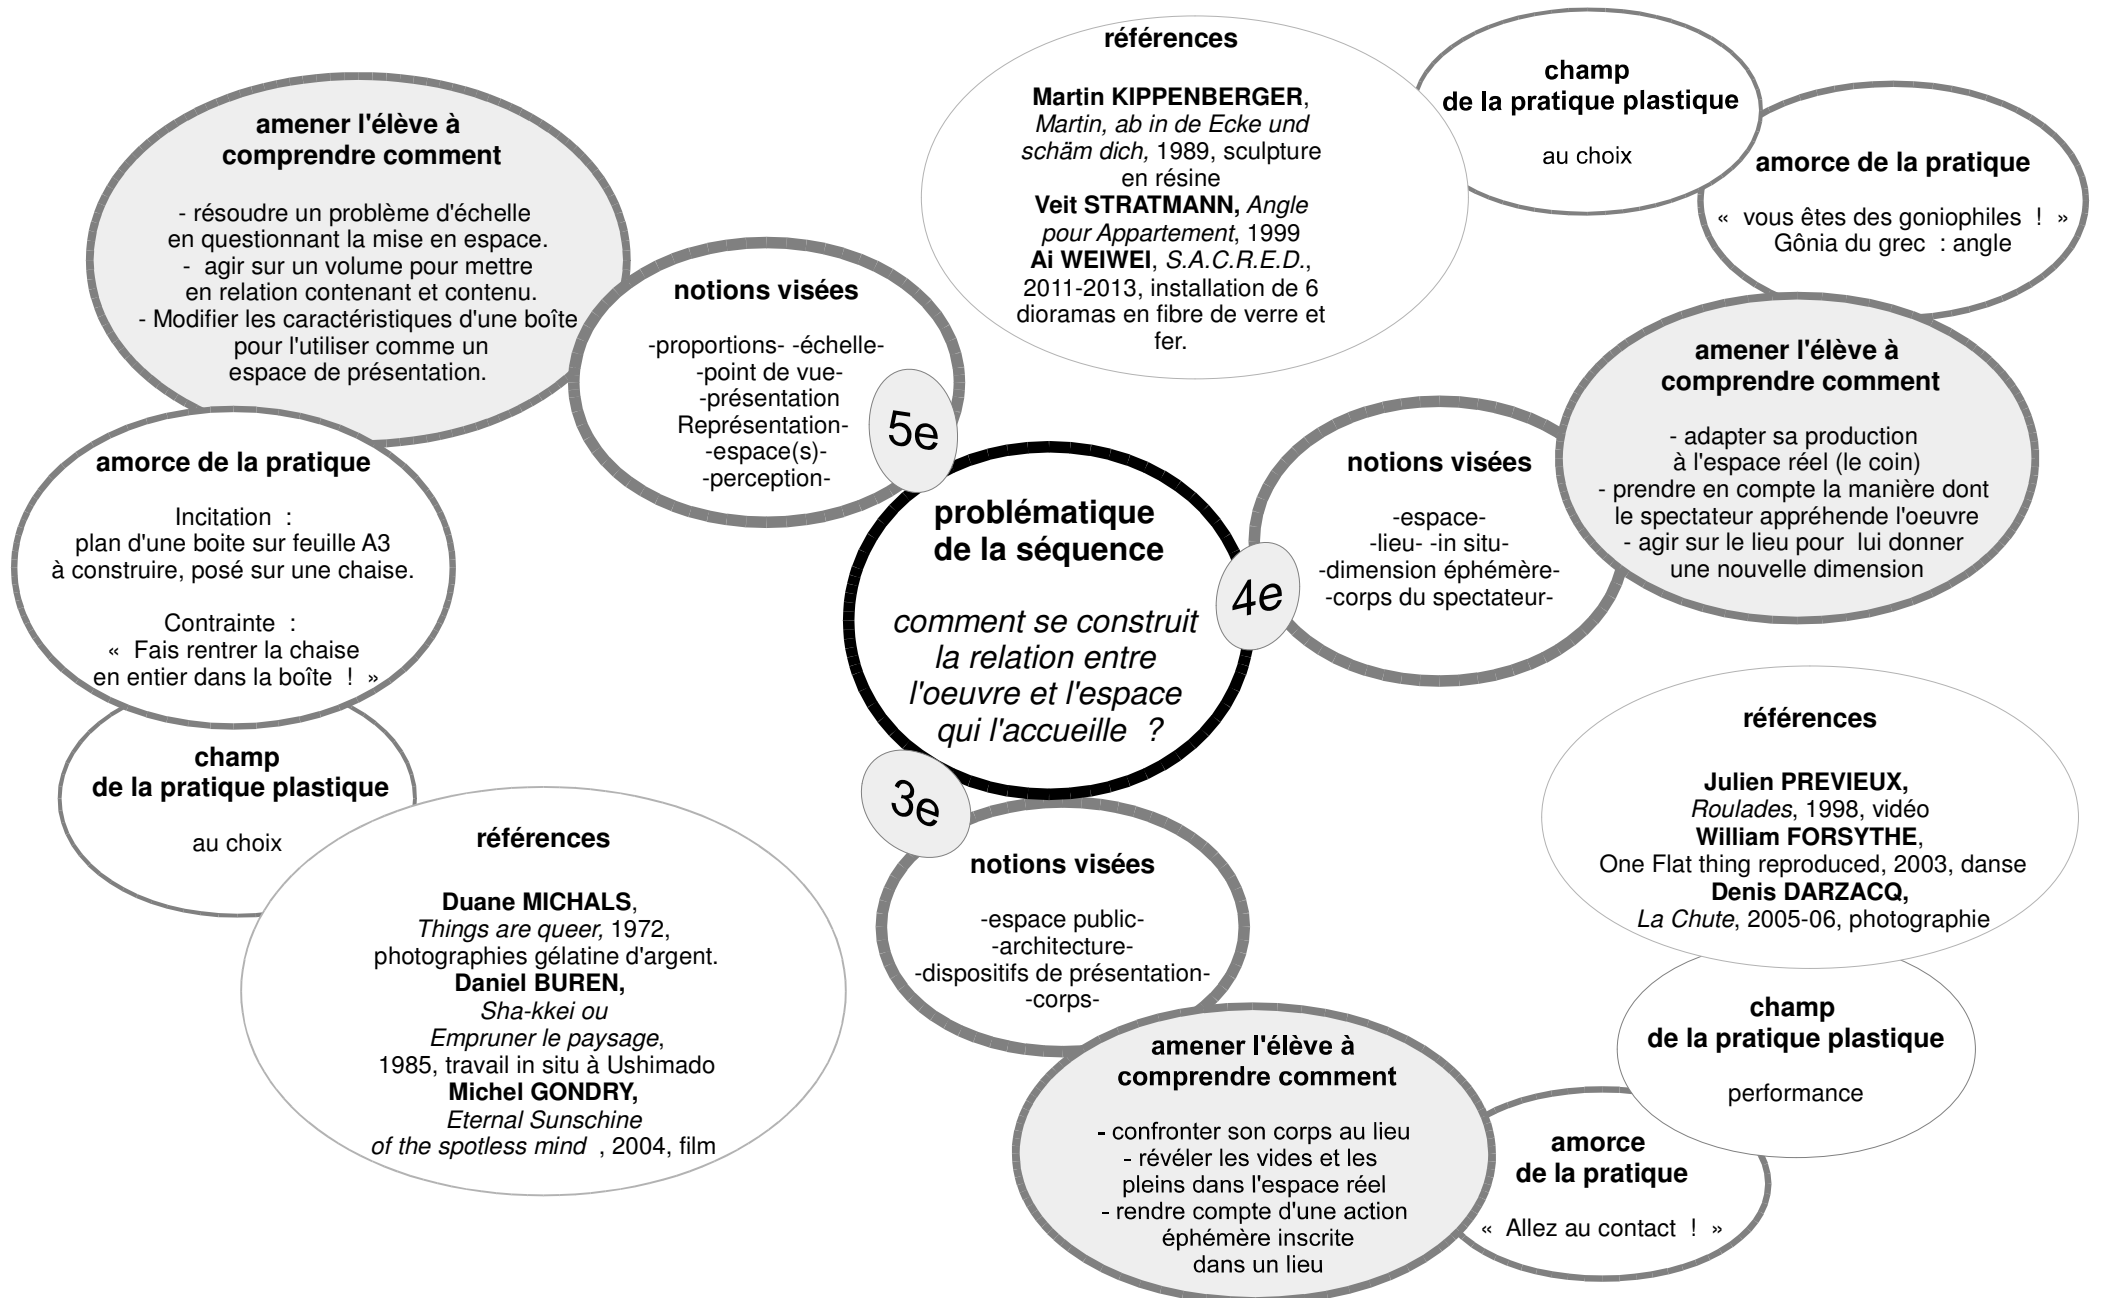 problématique
de la séquence
comment se construit
la relation entre
l'oeuvre et l'espace
qui l'accueille  ?
5e
notions visées
-proportions- -échelle-
-point de vue-
-présentation
Représentation-
-espace(s)-
-perception-
amener l'élève à
comprendre comment
- résoudre un problème d'échelle
en questionnant la mise en espace.
-  agir sur un volume pour mettre
en relation contenant et contenu.
- Modifier les caractéristiques d'une boîte
pour l'utiliser comme un
espace de présentation.
amorce de la pratique
Incitation  :
plan d'une boite sur feuille A3
à construire, posé sur une chaise.
Contrainte  :
«  Fais rentrer la chaise
en entier dans la boîte  !  »
champ
de la pratique plastique
au choix
références
Duane MICHALS,
Things are queer, 1972,
photographies gélatine d'argent.
Daniel BUREN,
Sha-kkei ou
Empruner le paysage,
1985, travail in situ à Ushimado
Michel GONDRY,
Eternal Sunschine
of the spotless mind  , 2004, film
4e
notions visées
-espace-
-lieu- -in situ-
-dimension éphémère-
-corps du spectateur-
amener l'élève à
comprendre comment
- adapter sa production
à l'espace réel (le coin)
- prendre en compte la manière dont
le spectateur appréhende l'oeuvre
- agir sur le lieu pour  lui donner
une nouvelle dimension
amorce de la pratique
«  vous êtes des goniophiles  !  »
Gônia du grec  : angle
champ
de la pratique plastique
au choix
références
Martin KIPPENBERGER,
Martin, ab in de Ecke und
schäm dich, 1989, sculpture
en résine
Veit STRATMANN, Angle
pour Appartement, 1999
Ai WEIWEI, S.A.C.R.E.D.,
2011-2013, installation de 6
dioramas en fibre de verre et
fer.
3e
notions visées
-espace public-
-architecture-
-dispositifs de présentation-
-corps-
amener l'élève à
comprendre comment
- confronter son corps au lieu
- révéler les vides et les
pleins dans l'espace réel
- rendre compte d'une action
éphémère inscrite
dans un lieu
amorce
de la pratique
«  Allez au contact  !  »
champ
de la pratique plastique
performance
références
Julien PREVIEUX,
Roulades, 1998, vidéo
William FORSYTHE,
One Flat thing reproduced, 2003, danse
Denis DARZACQ,
La Chute, 2005-06, photographie